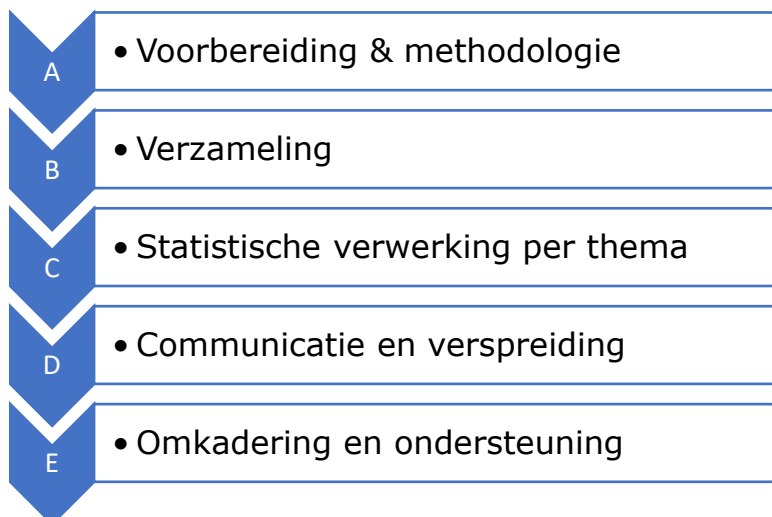 A
• Voorbereiding & methodologie
B
• Verzameling
C
• Statistische verwerking per thema
D
• Communicatie en verspreiding
E
• Omkadering en ondersteuning